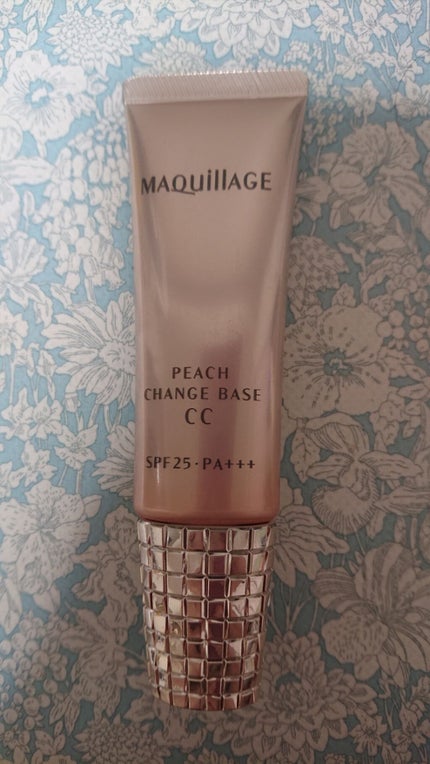 MAQuillAGE
PEACH
CHANGE BASE
CC
SPF25·PA+++